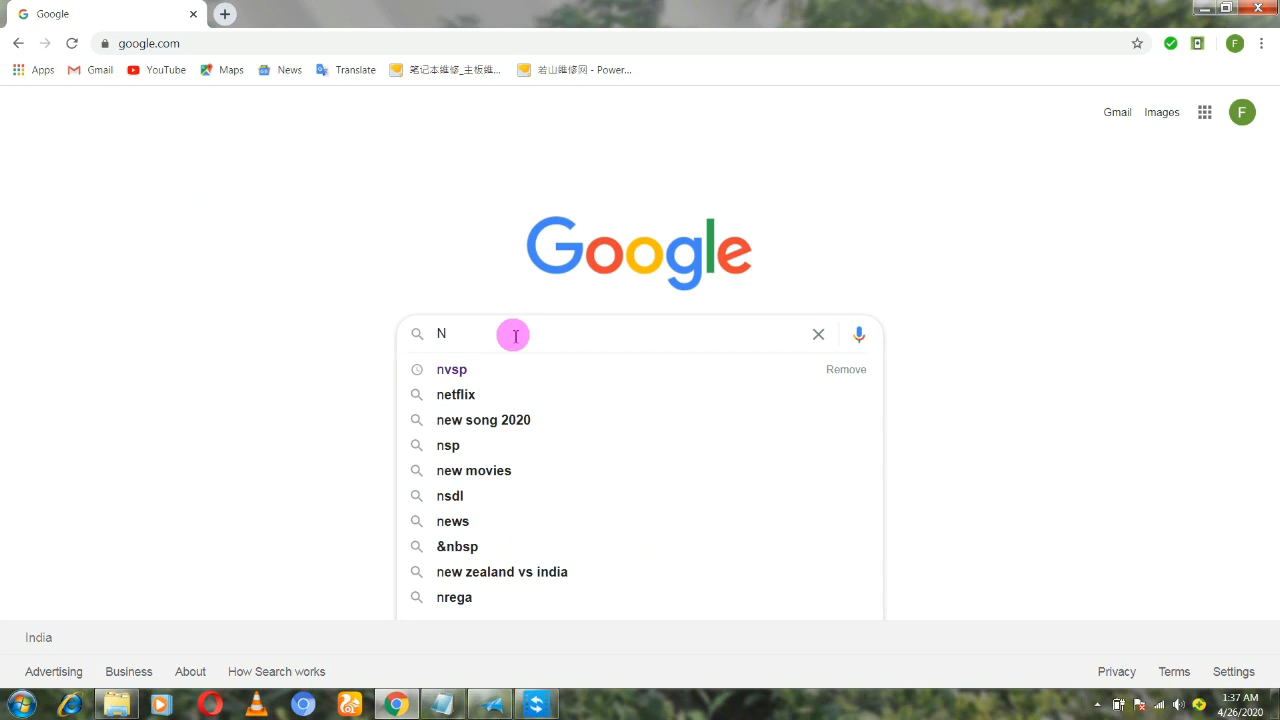 Google
google.com
Apps Gmail YouTube Maps News Translate 笔记本维修_主板维... 若山维修网 - Power...
F
Gmail Images F
Google
N
nvsp Remove
netflix
new song 2020
nsp
new movies
nsdl
news
&nbsp
new zealand vs india
nrega
India
Advertising Business About How Search works Privacy Terms Settings
1:37 AM
4/26/2020